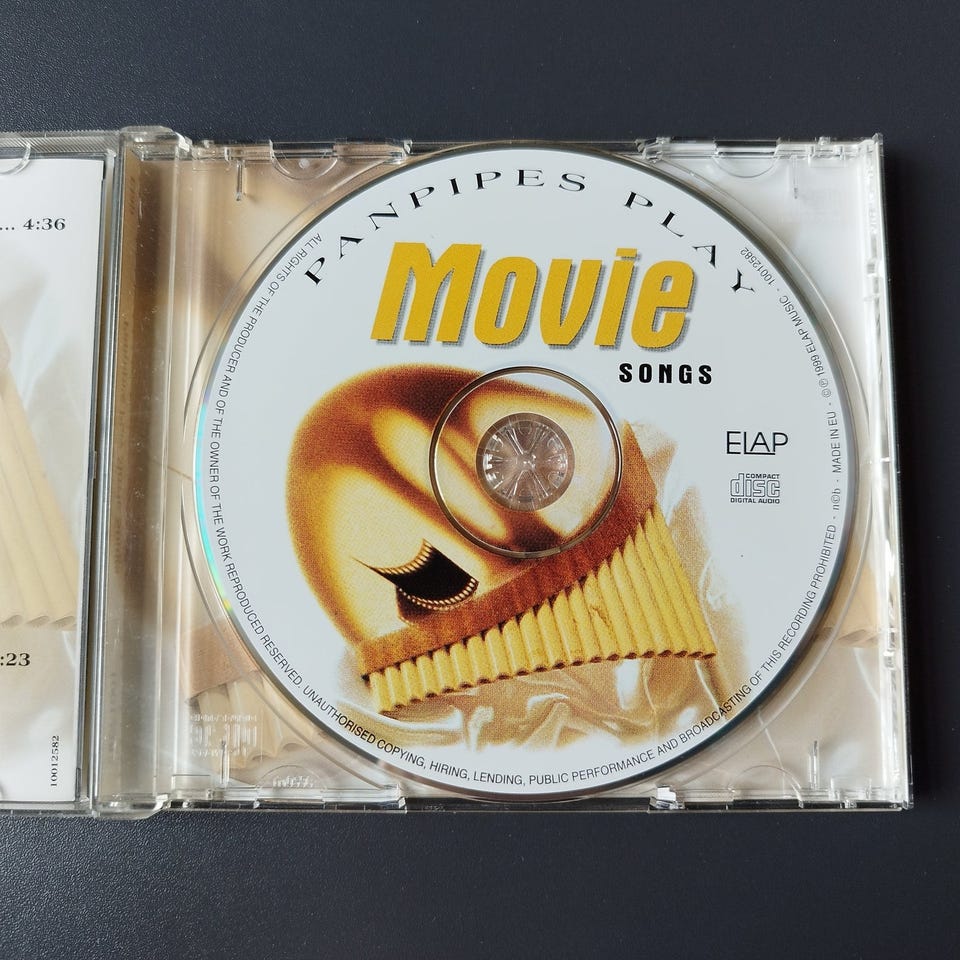 ... 4:36
:23
10012582
PANPIPES PLAY
Movie
SONGS
ELAP
COMPACT
disc
DIGITAL AUDIO
ALL RIGHTS OF THE PRODUCER AND OF THE OWNER OF THE WORK REPRODUCED RESERVED. UNAUTHORISED COPYING, HIRING, LENDING, PUBLIC PERFORMANCE AND BROADCASTING OF THIS RECORDING PROHIBITED - n©b - MADE IN EU - ©℗ 1999 ELAP MUSIC - 10012582